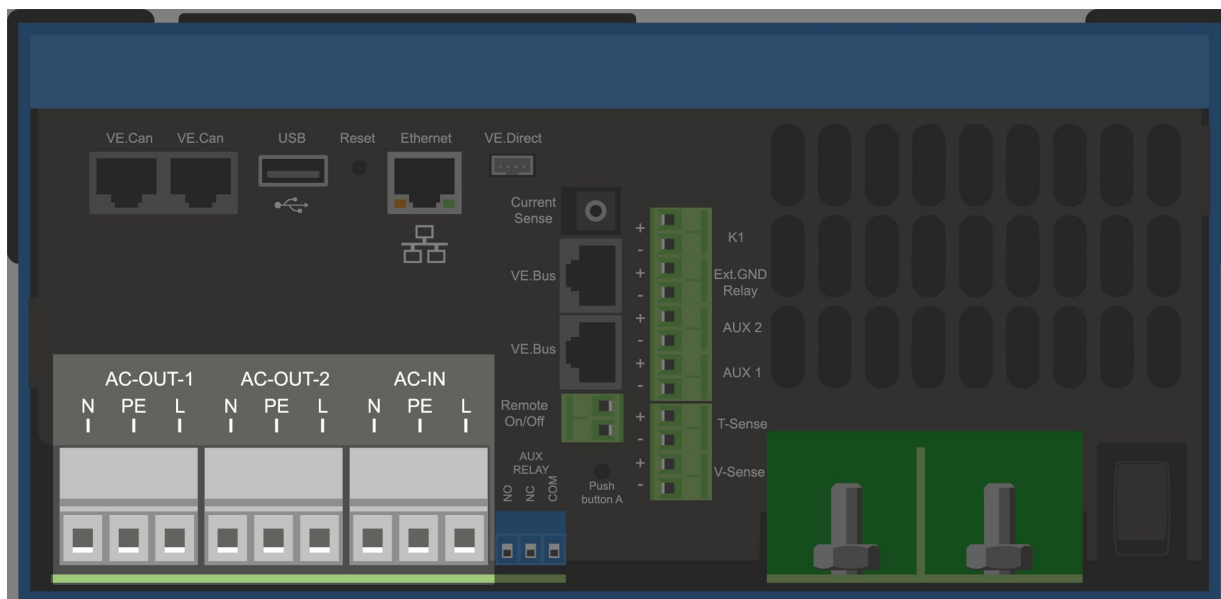 VE.Can VE.Can USB Reset Ethernet VE.Direct
Current
Sense
+
-
K1
VE.Bus
+
-
Ext.GND
Relay
+
-
AUX 2
VE.Bus
+
-
AUX 1
AC-OUT-1 AC-OUT-2 AC-IN
N PE L N PE L N PE L
Remote
On/Off
+
-
T-Sense
AUX
RELAY
NO NC COM
Push
button A
+
-
V-Sense